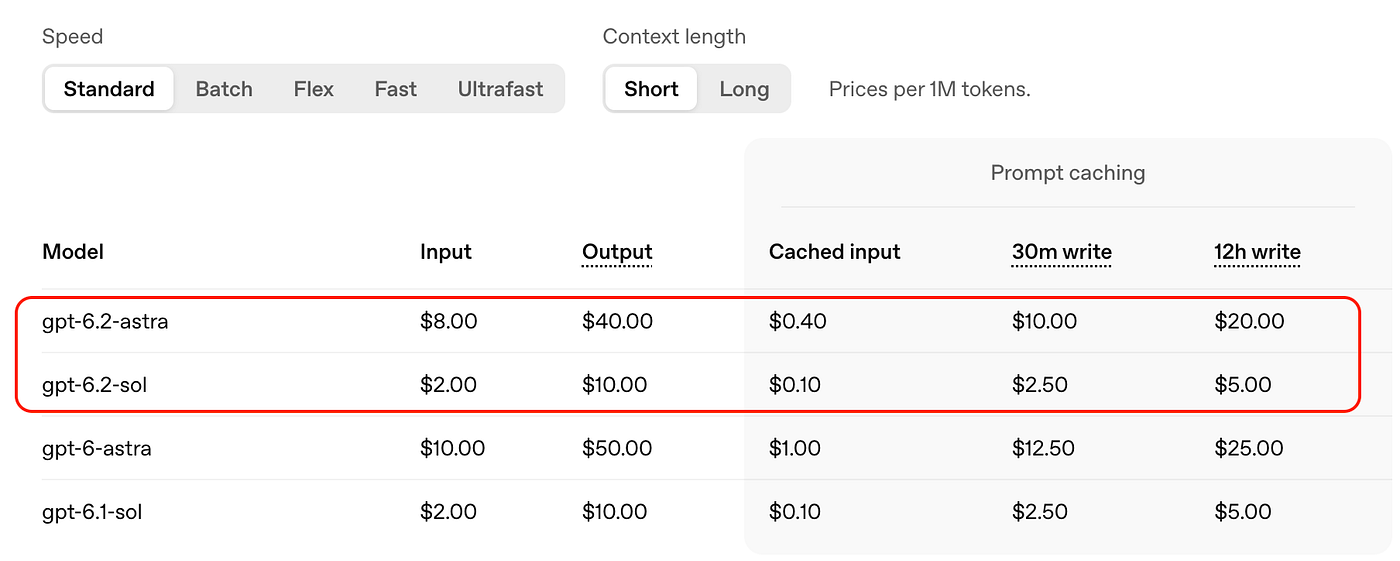 Speed Context length
Standard Batch Flex Fast Ultrafast Short Long Prices per 1M tokens.
Prompt caching
Model Input Output Cached input 30m write 12h write
gpt-6.2-astra $8.00 $40.00 $0.40 $10.00 $20.00
gpt-6.2-sol $2.00 $10.00 $0.10 $2.50 $5.00
gpt-6-astra $10.00 $50.00 $1.00 $12.50 $25.00
gpt-6.1-sol $2.00 $10.00 $0.10 $2.50 $5.00